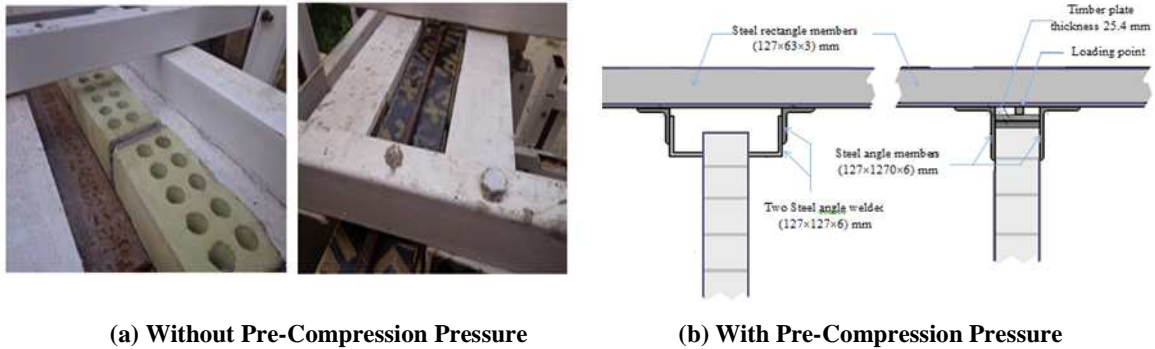 Timber plate
thickness 25.4 mm
Steel rectangle members
(127×63×3) mm
Loading point
Steel angle members
(127×1270×6) mm
Two Steel angle welded
(127×127×6) mm
(a) Without Pre-Compression Pressure
(b) With Pre-Compression Pressure